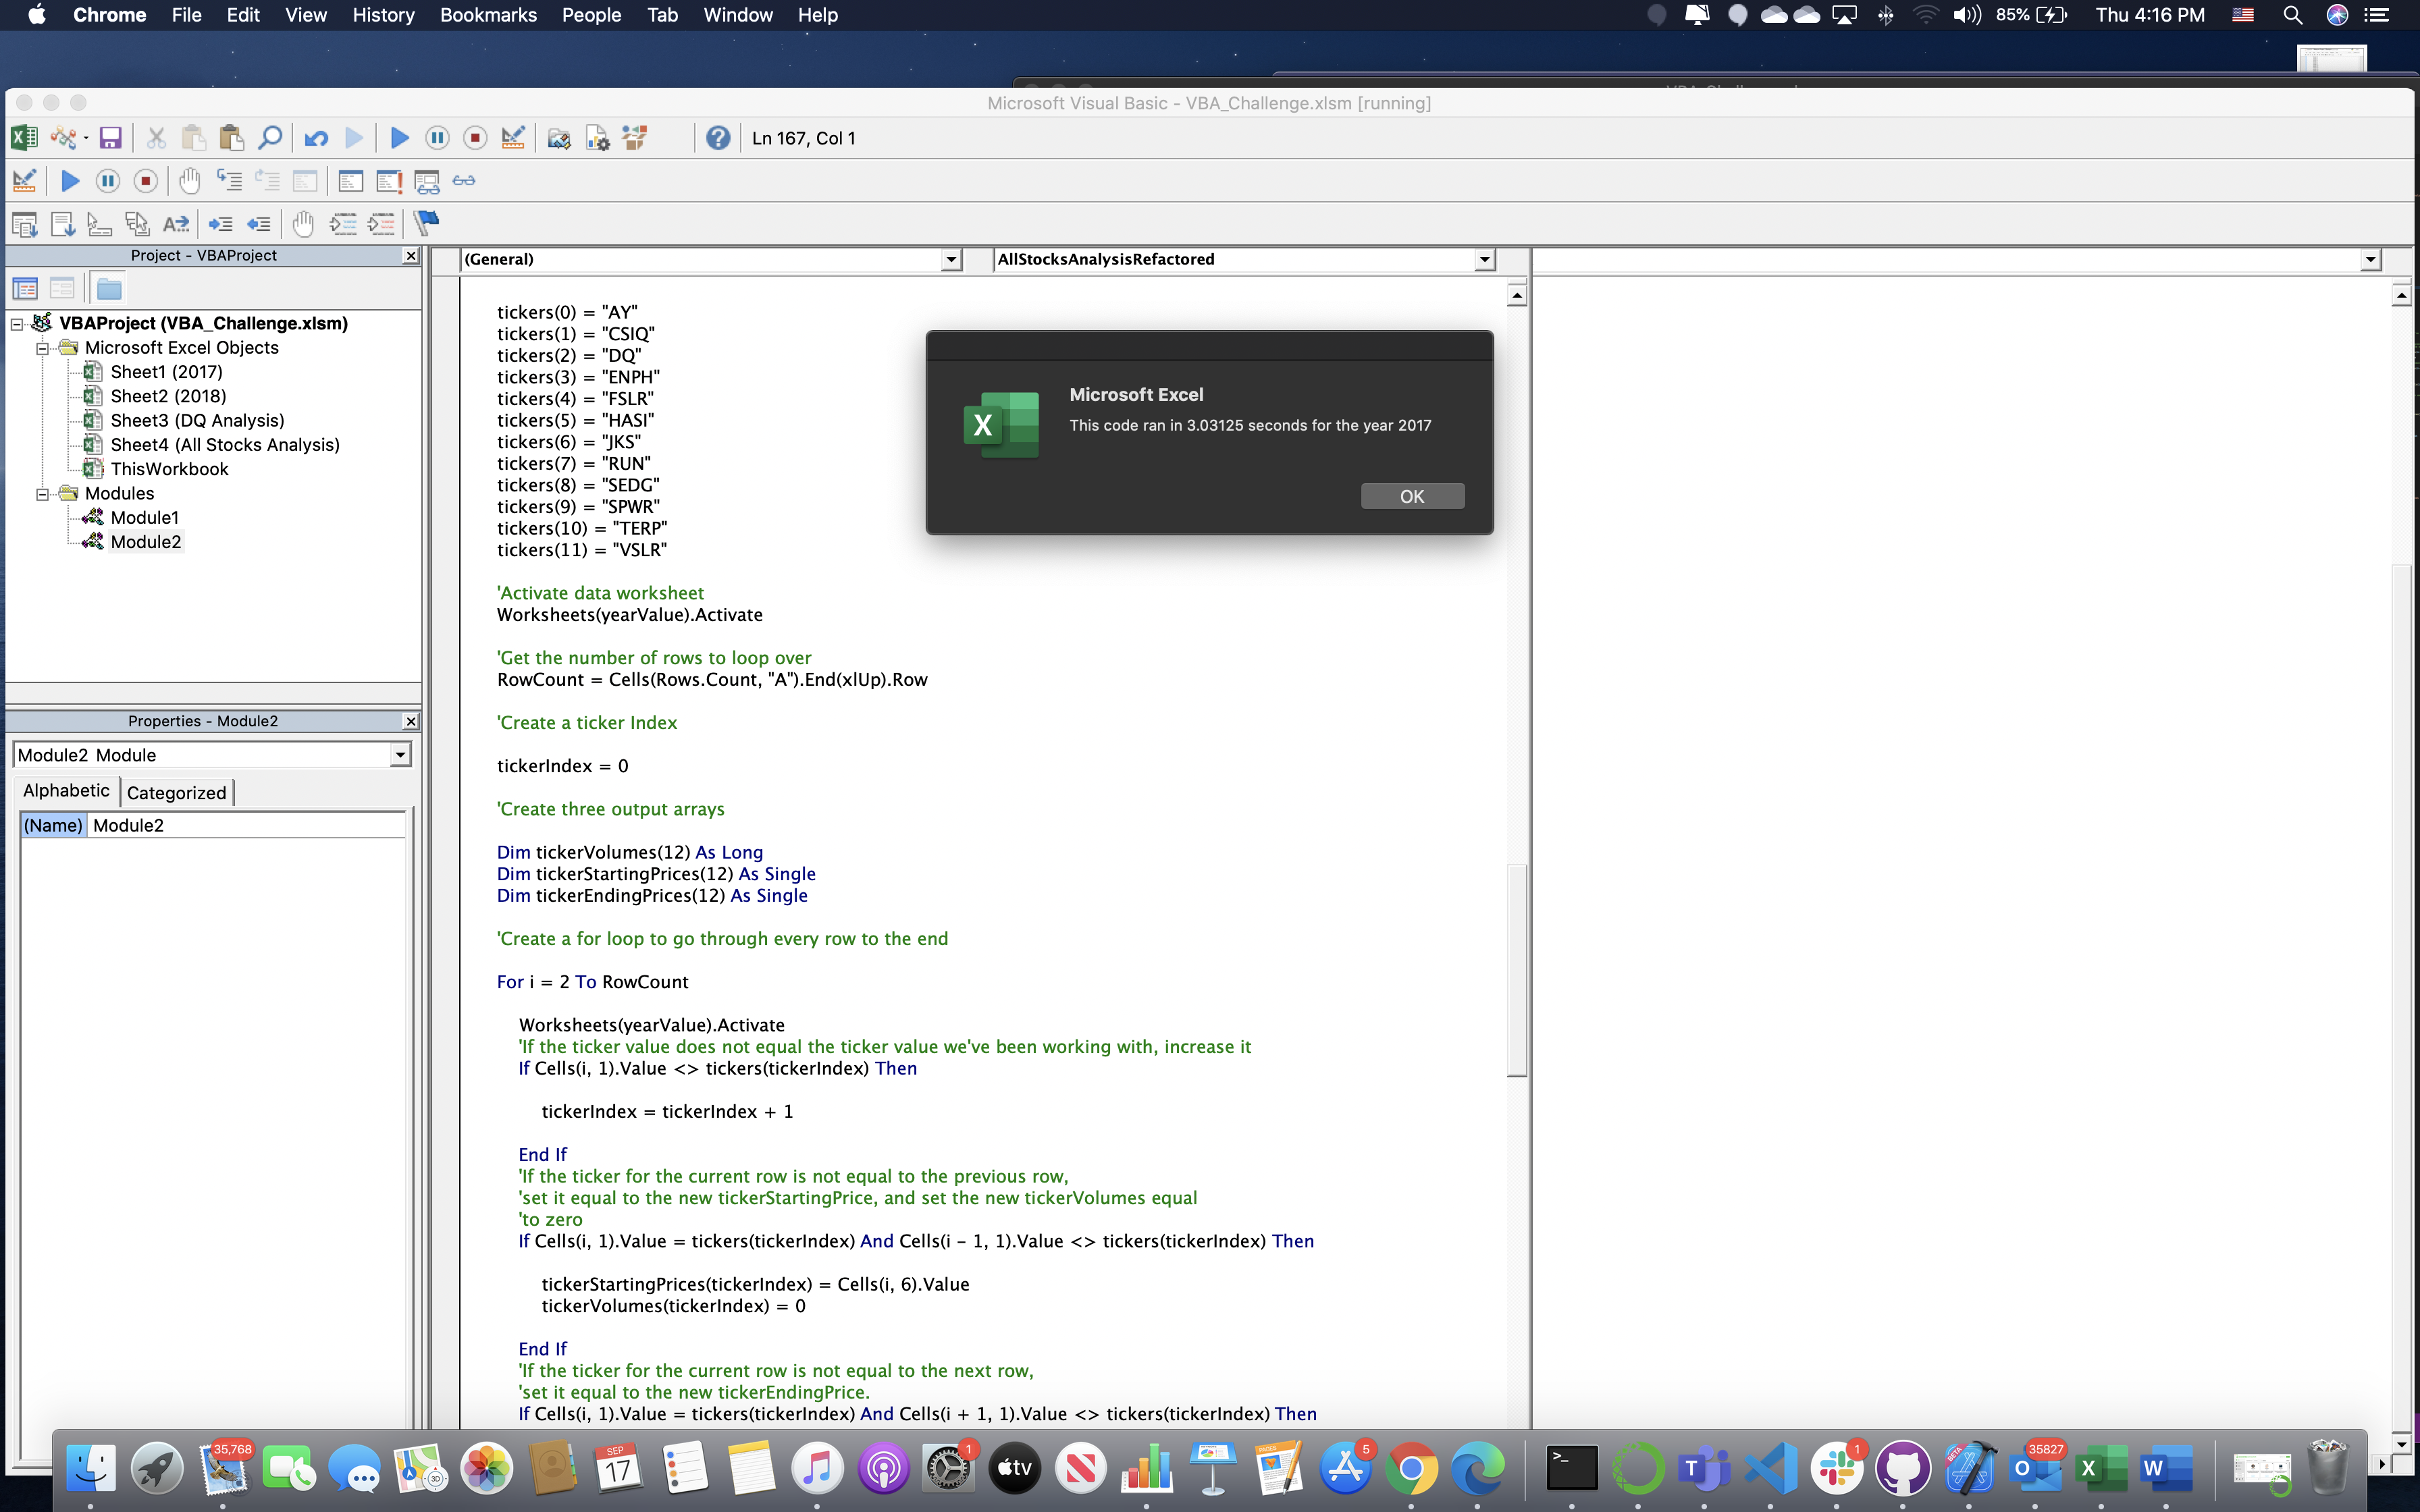 Chrome File Edit View History Bookmarks People Tab Window Help 85% Thu 4:16 PM
Microsoft Visual Basic - VBA_Challenge.xlsm [running]
Ln 167, Col 1
Project - VBAProject
(General)
AllStocksAnalysisRefactored
VBAProject (VBA_Challenge.xlsm)
Microsoft Excel Objects
Sheet1 (2017)
Sheet2 (2018)
Sheet3 (DQ Analysis)
Sheet4 (All Stocks Analysis)
ThisWorkbook
Modules
Module1
Module2
Properties - Module2
Module2 Module
Alphabetic Categorized
(Name) Module2
tickers(0) = "AY"
tickers(1) = "CSIQ"
tickers(2) = "DQ"
tickers(3) = "ENPH"
tickers(4) = "FSLR"
tickers(5) = "HASI"
tickers(6) = "JKS"
tickers(7) = "RUN"
tickers(8) = "SEDG"
tickers(9) = "SPWR"
tickers(10) = "TERP"
tickers(11) = "VSLR"
'Activate data worksheet
Worksheets(yearValue).Activate
'Get the number of rows to loop over
RowCount = Cells(Rows.Count, "A").End(xlUp).Row
'Create a ticker Index
tickerIndex = 0
'Create three output arrays
Dim tickerVolumes(12) As Long
Dim tickerStartingPrices(12) As Single
Dim tickerEndingPrices(12) As Single
'Create a for loop to go through every row to the end
For i = 2 To RowCount
Worksheets(yearValue).Activate
'If the ticker value does not equal the ticker value we've been working with, increase it
If Cells(i, 1).Value <> tickers(tickerIndex) Then
tickerIndex = tickerIndex + 1
End If
'If the ticker for the current row is not equal to the previous row,
'set it equal to the new tickerStartingPrice, and set the new tickerVolumes equal
'to zero
If Cells(i, 1).Value = tickers(tickerIndex) And Cells(i - 1, 1).Value <> tickers(tickerIndex) Then
tickerStartingPrices(tickerIndex) = Cells(i, 6).Value
tickerVolumes(tickerIndex) = 0
End If
'If the ticker for the current row is not equal to the next row,
'set it equal to the new tickerEndingPrice.
If Cells(i, 1).Value = tickers(tickerIndex) And Cells(i + 1, 1).Value <> tickers(tickerIndex) Then
Microsoft Excel
This code ran in 3.03125 seconds for the year 2017
OK
35,768
SEP
17
1
tv
PAGES
5
1
BETA
35827